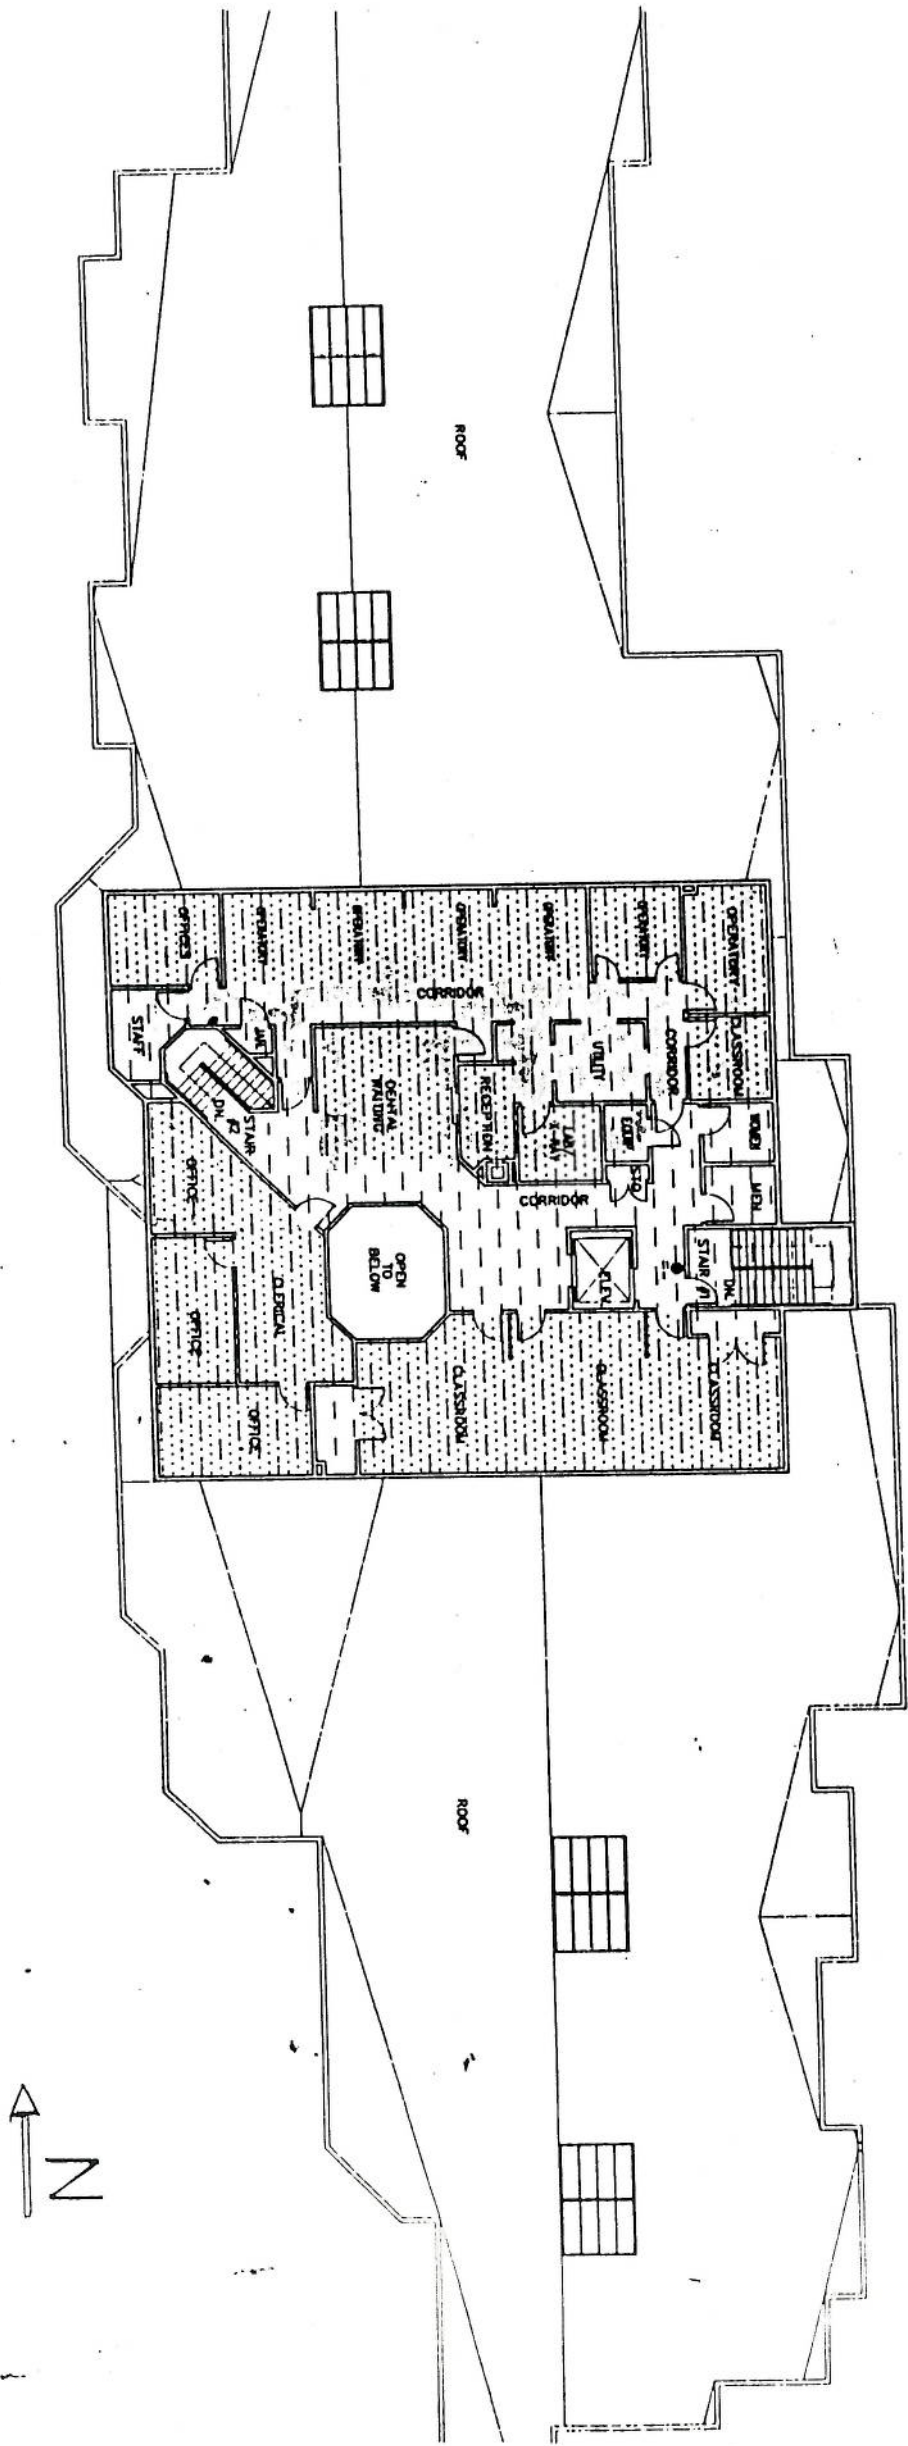 ROOF
OPERATORY
OPERATORY
OPERATORY
OPERATORY
OPERATORY
OPERATORY
OFFICES
CORRIDOR
CLASSROOM
CORRIDOR
UTILITY
JAN.
STAFF
WOMEN
RECEPTION
DENTAL
WAITING
LAB/
X-RAY
EQUIP
STAIR
#2
DN.
MEN
STO.
CORRIDOR
OFFICE
STAIR #1
DN.
ELEV.
OPEN
TO
BELOW
CLERICAL
OFFICE
CLASSROOM
CLASSROOM
CLASSROOM
OFFICE
ROOF
N